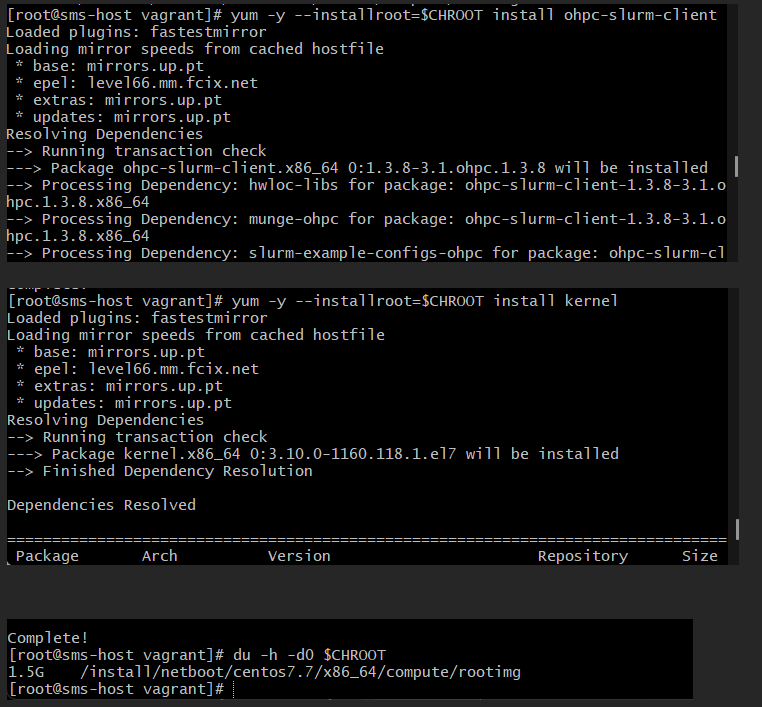 [root@sms-host vagrant]# yum -y --installroot=$CHROOT install ohpc-slurm-client
Loaded plugins: fastestmirror
Loading mirror speeds from cached hostfile
 * base: mirrors.up.pt
 * epel: level66.mm.fcix.net
 * extras: mirrors.up.pt
 * updates: mirrors.up.pt
Resolving Dependencies
--> Running transaction check
---> Package ohpc-slurm-client.x86_64 0:1.3.8-3.1.ohpc.1.3.8 will be installed
--> Processing Dependency: hwloc-libs for package: ohpc-slurm-client-1.3.8-3.1.o
hpc.1.3.8.x86_64
--> Processing Dependency: munge-ohpc for package: ohpc-slurm-client-1.3.8-3.1.o
hpc.1.3.8.x86_64
--> Processing Dependency: slurm-example-configs-ohpc for package: ohpc-slurm-cl
[root@sms-host vagrant]# yum -y --installroot=$CHROOT install kernel
Loaded plugins: fastestmirror
Loading mirror speeds from cached hostfile
 * base: mirrors.up.pt
 * epel: level66.mm.fcix.net
 * extras: mirrors.up.pt
 * updates: mirrors.up.pt
Resolving Dependencies
--> Running transaction check
---> Package kernel.x86_64 0:3.10.0-1160.118.1.el7 will be installed
--> Finished Dependency Resolution
Dependencies Resolved
================================================================================
 Package       Arch          Version                       Repository      Size
Complete!
[root@sms-host vagrant]# du -h -d0 $CHROOT
1.5G    /install/netboot/centos7.7/x86_64/compute/rootimg
[root@sms-host vagrant]#